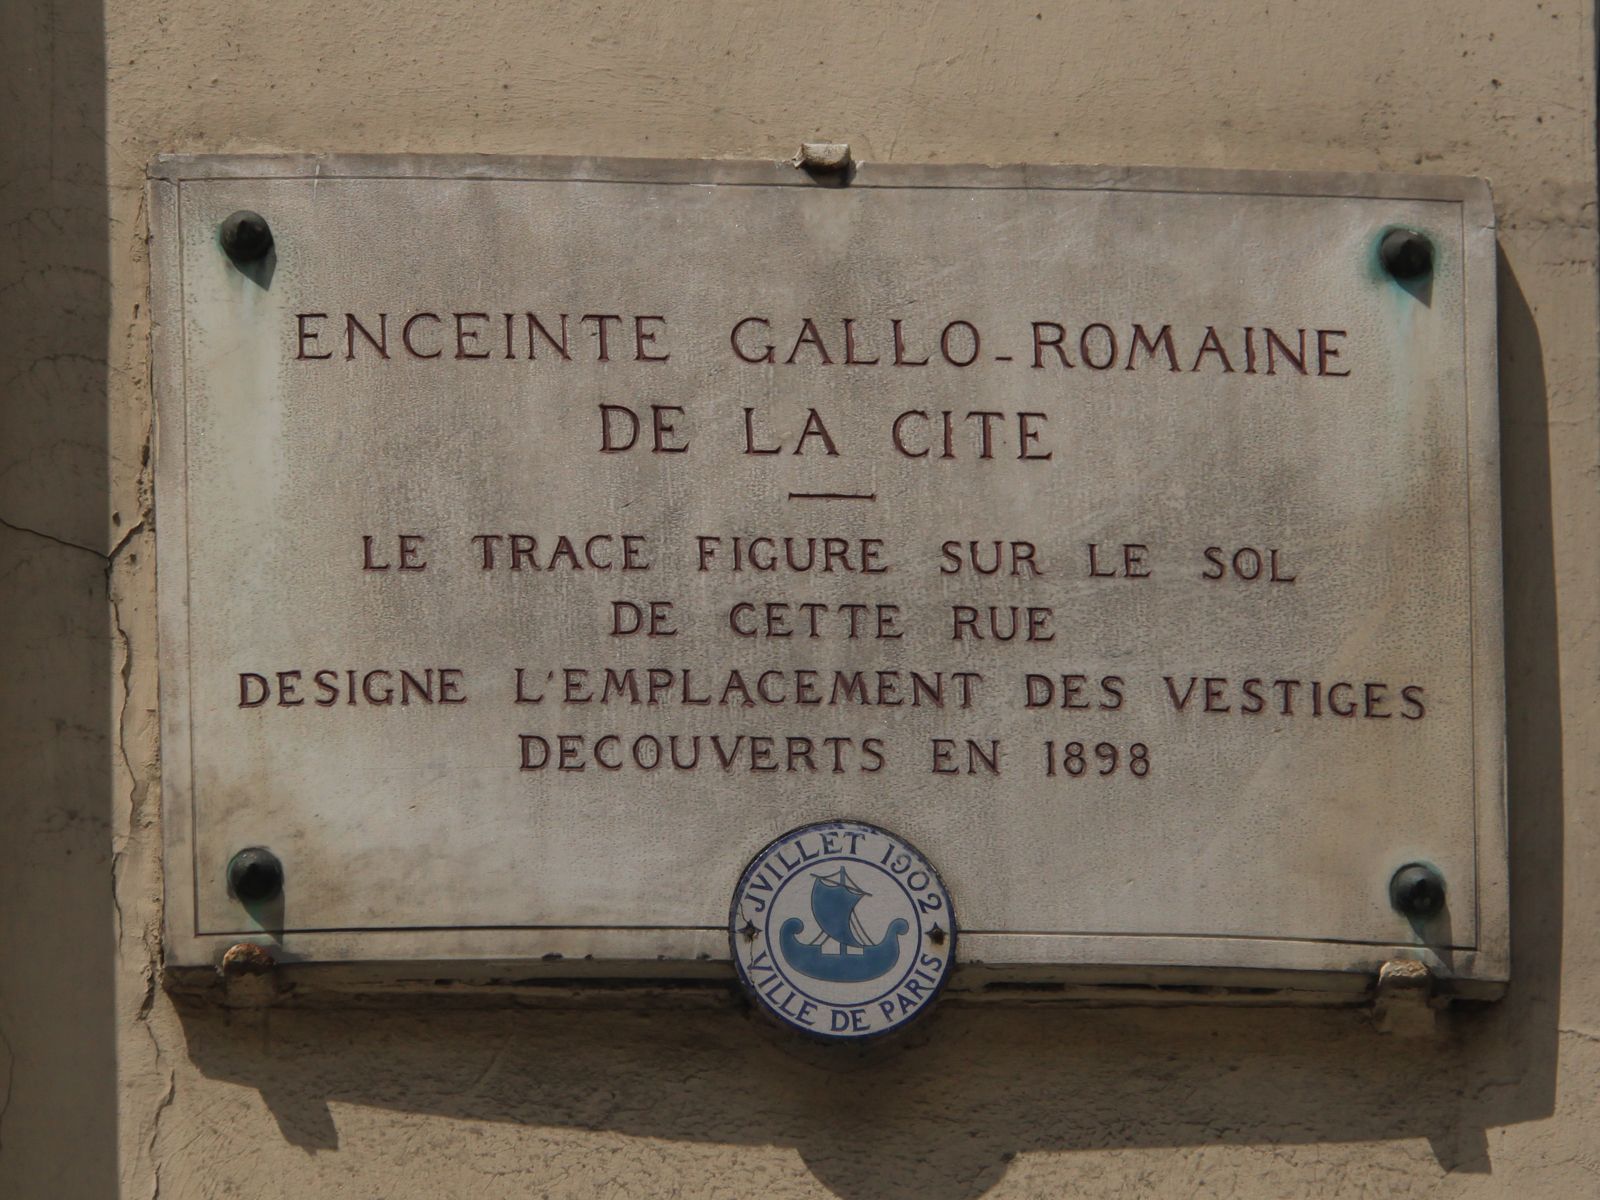 ENCEINTE GALLO-ROMAINE
DE LA CITE
LE TRACE FIGURE SUR LE SOL
DE CETTE RUE
DESIGNE L'EMPLACEMENT DES VESTIGES
DECOUVERTS EN 1898
JVILLET 1902
VILLE DE PARIS